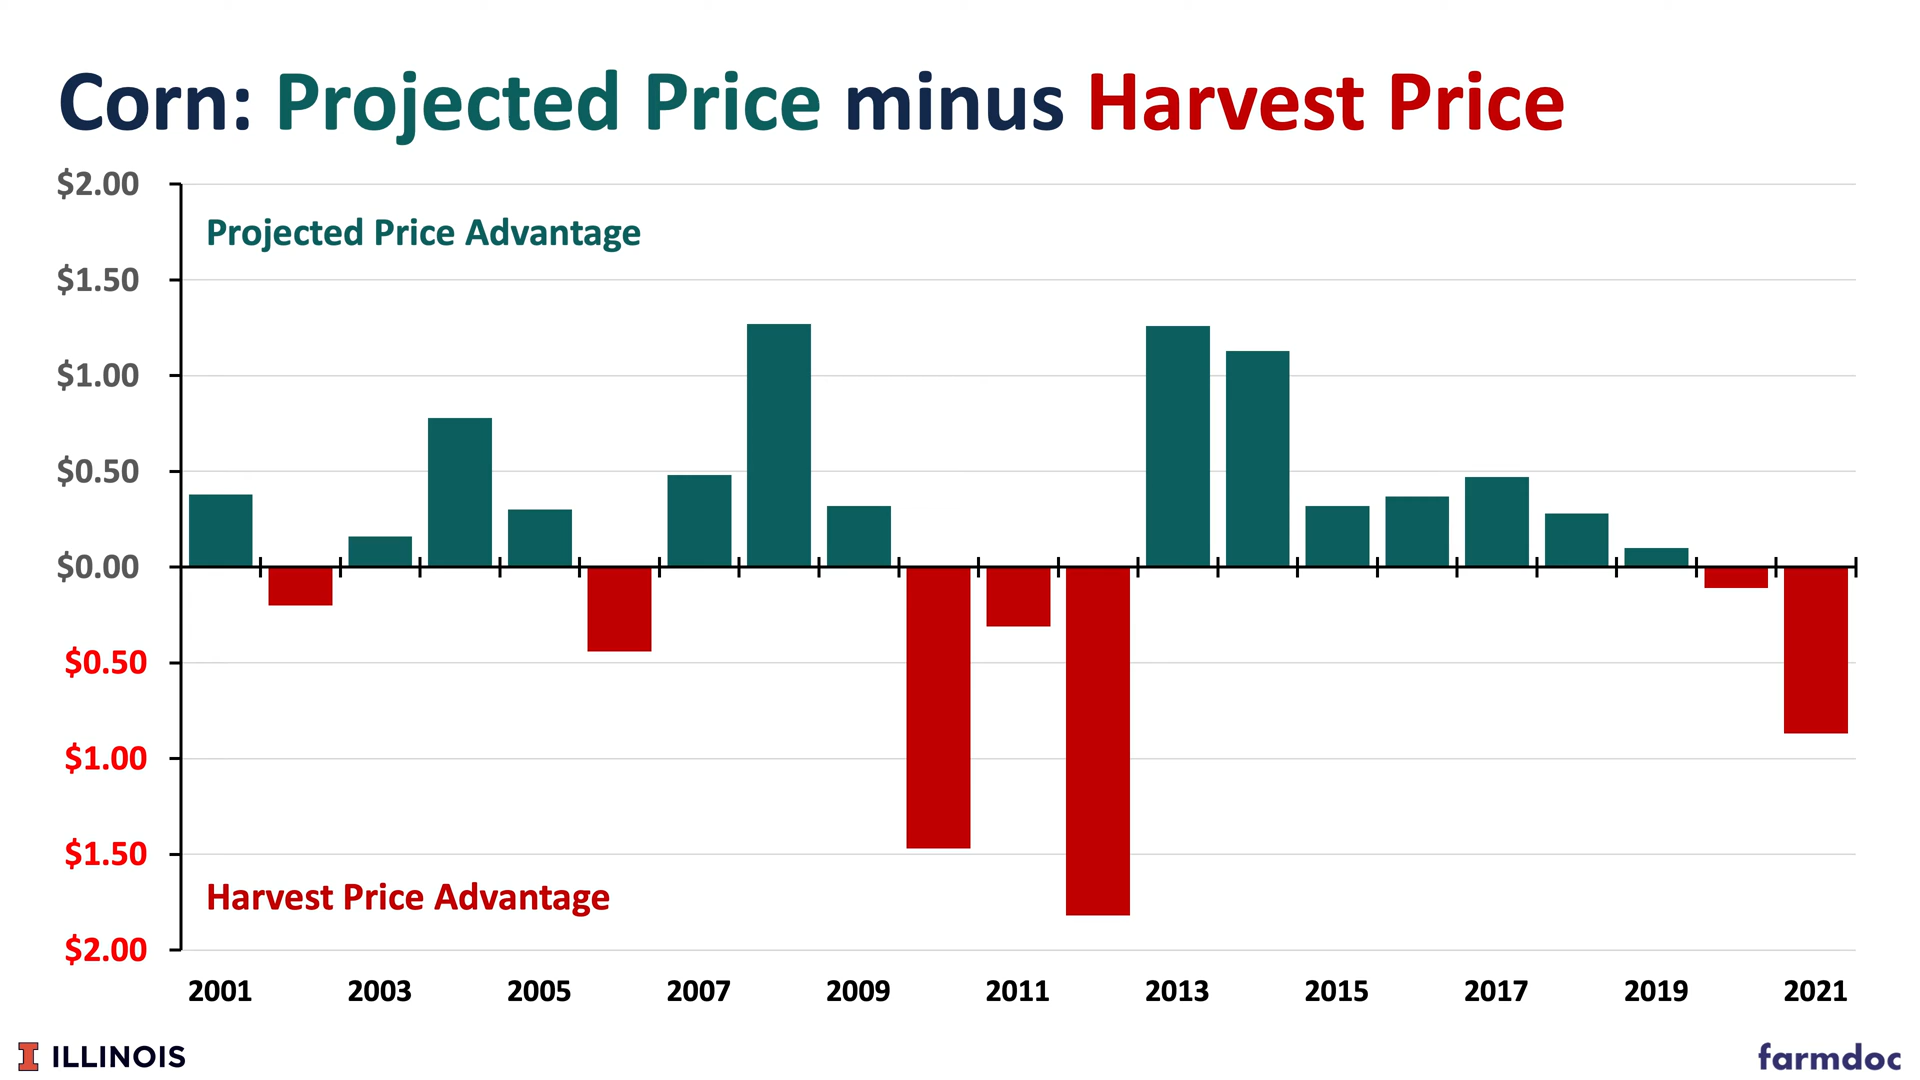 Corn: Projected Price minus Harvest Price
$2.00
Projected Price Advantage
$1.50
$1.00
$0.50
$0.00
$0.50
$1.00
$1.50
Harvest Price Advantage
$2.00
2001 2003 2005 2007 2009 2011 2013 2015 2017 2019 2021
I ILLINOIS
farmdoc